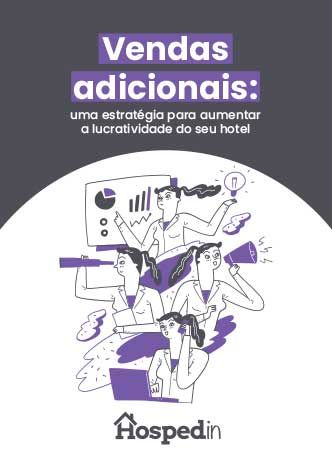 Vendas
adicionais:
uma estratégia para aumentar
a lucratividade do seu hotel
Hospedin